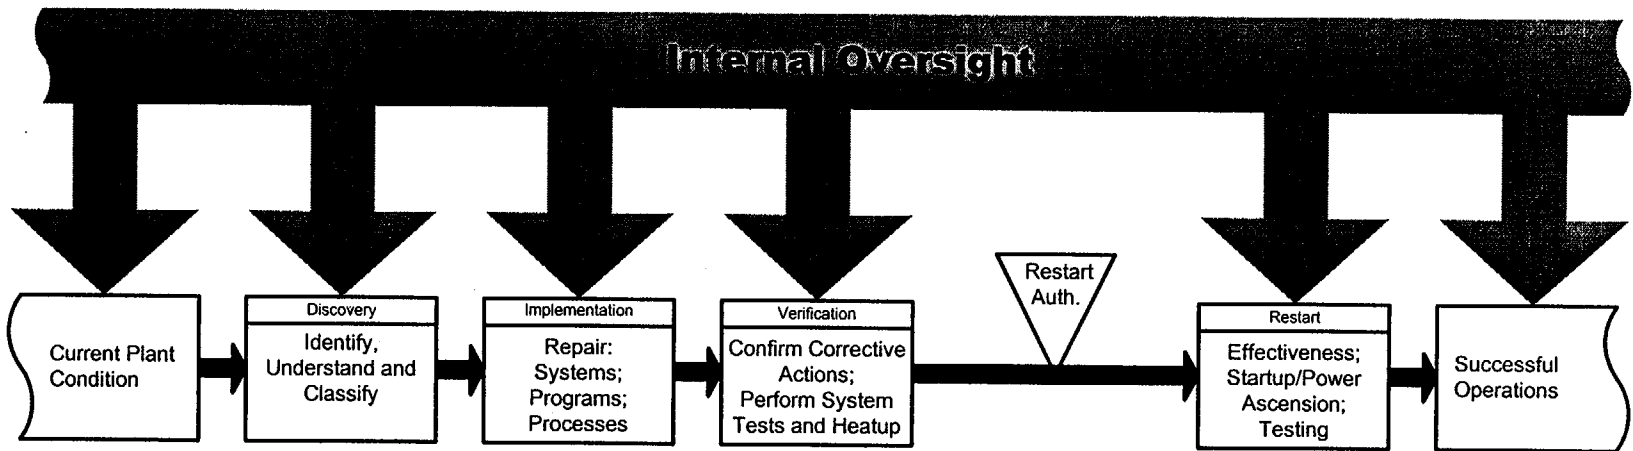 Internal Oversight
Current Plant
Condition
Discovery
Identify,
Understand and
Classify
Implementation
Repair:
Systems;
Programs;
Processes
Verification
Confirm Corrective
Actions;
Perform System
Tests and Heatup
Restart
Auth.
Restart
Effectiveness;
Startup/Power
Ascension;
Testing
Successful
Operations